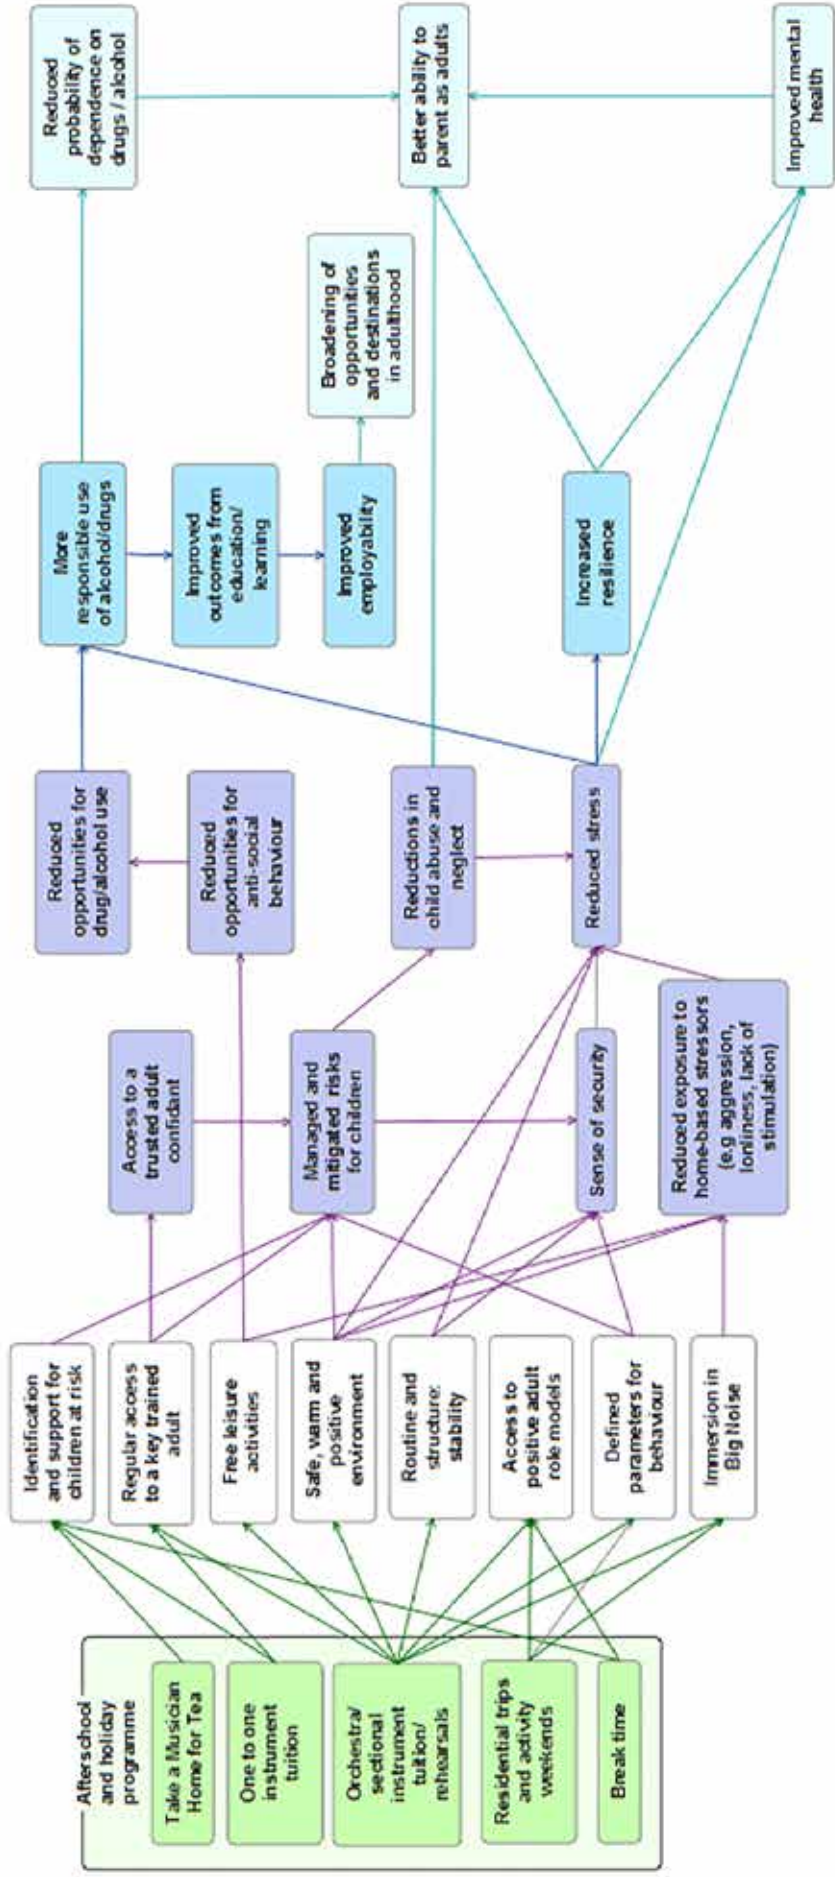 Afterschool
and holiday
programme
Take a Musician
Home for Tea
One to one
instrument
tuition
Orchestra/
sectional
instrument
tuition/
rehearsals
Residential trips
and activity
weekends
Break time
Identification
and support for
children at risk
Regular access
to a key trained
adult
Free leisure
activities
Safe, warm and
positive
environment
Routine and
structure:
stability
Access to
positive adult
role models
Defined
parameters for
behaviour
Immersion in
Big Noise
Access to a
trusted adult
confidant
Managed and
mitigated risks
for children
Sense of security
Reduced exposure to
home-based stressors
(e.g aggression,
lonliness, lack of
stimulation)
Reduced
opportunities for
drug/alcohol use
Reduced
opportunities for
anti-social
behaviour
Reductions in
child abuse and
neglect
Reduced stress
More
responsible use
of alcohol/drugs
Improved
outcomes from
education/
learning
Improved
employability
Increased
resilience
Broadening of
opportunities
and destinations
in adulthood
Reduced
probability of
dependence on
drugs / alcohol
Better ability to
parent as adults
Improved mental
health